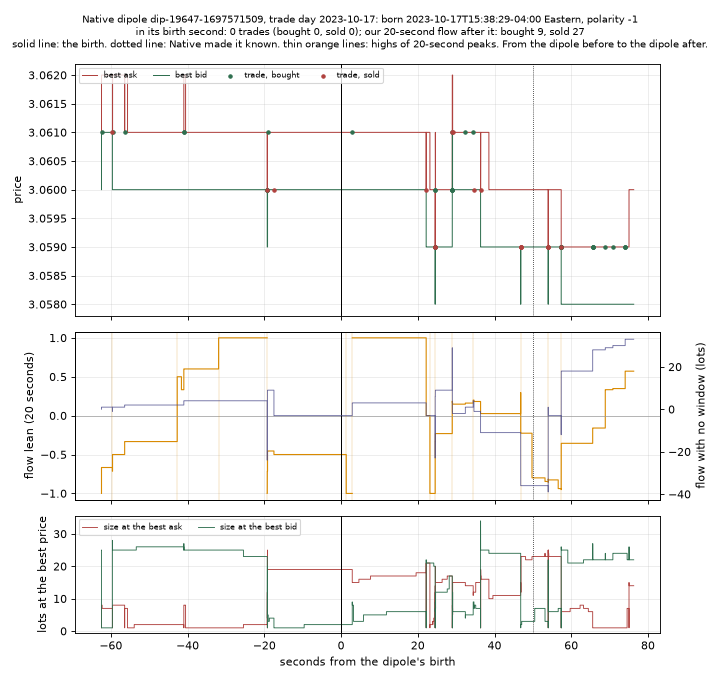 Native dipole dip-19647-1697571509, trade day 2023-10-17: born 2023-10-17T15:38:29-04:00 Eastern, polarity -1
in its birth second: 0 trades (bought 0, sold 0); our 20-second flow after it: bought 9, sold 27
solid line: the birth. dotted line: Native made it known. thin orange lines: highs of 20-second peaks. From the dipole before to the dipole after.
best ask best bid trade, bought trade, sold
3.0620
3.0615
3.0610
3.0605
3.0600
3.0595
3.0590
3.0585
3.0580
price
1.0
0.5
0.0
−0.5
−1.0
flow lean (20 seconds)
20
0
−20
−40
flow with no window (lots)
size at the best ask size at the best bid
30
20
10
0
lots at the best price
−60 −40 −20 0 20 40 60 80
seconds from the dipole's birth